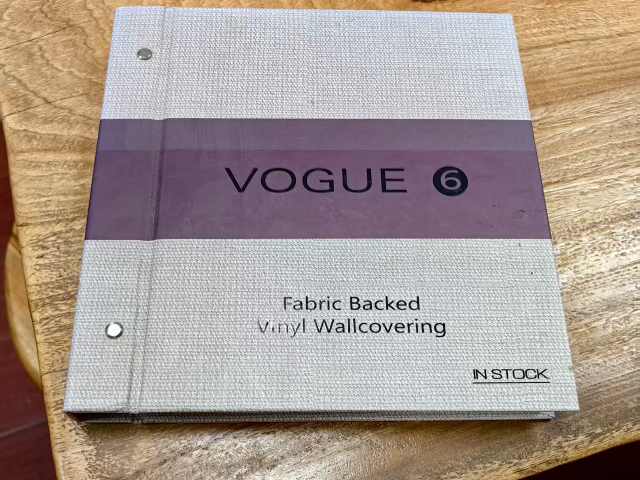 VOGUE 6
Fabric Backed
Vinyl Wallcovering
IN STOCK